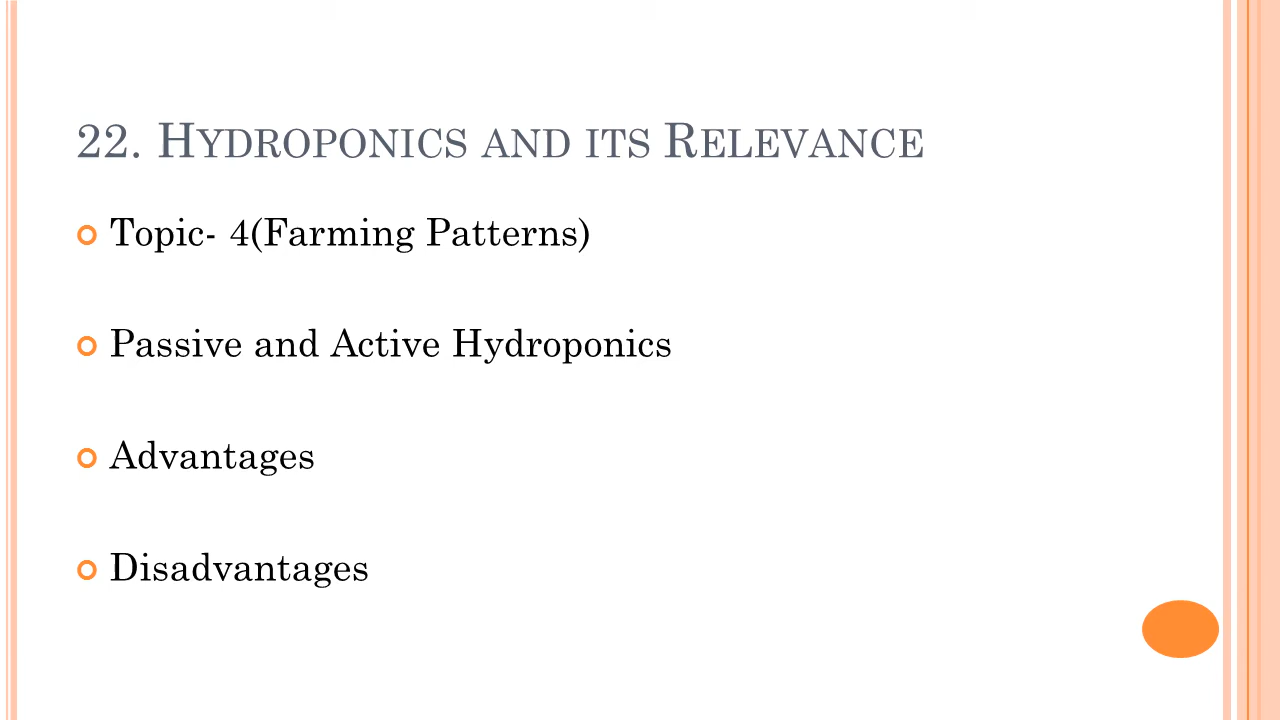 22. Hydroponics and its Relevance
Topic- 4(Farming Patterns)
Passive and Active Hydroponics
Advantages
Disadvantages